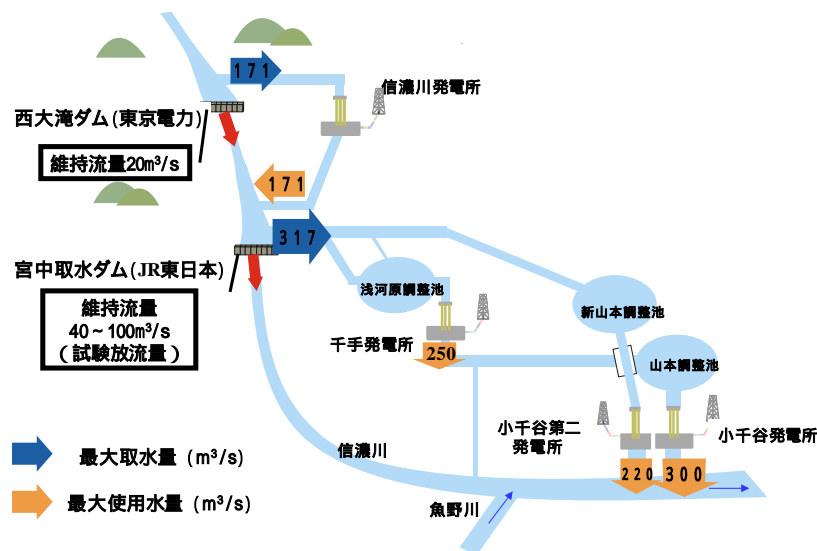 171
信濃川発電所
西大滝ダム(東京電力)
維持流量20m³/s
171
317
宮中取水ダム(JR東日本)
維持流量
40~100m³/s
(試験放流量)
浅河原調整池
新山本調整池
千手発電所
250
山本調整池
小千谷第二
発電所
小千谷発電所
信濃川
最大取水量 (m³/s)
220
300
最大使用水量 (m³/s)
魚野川